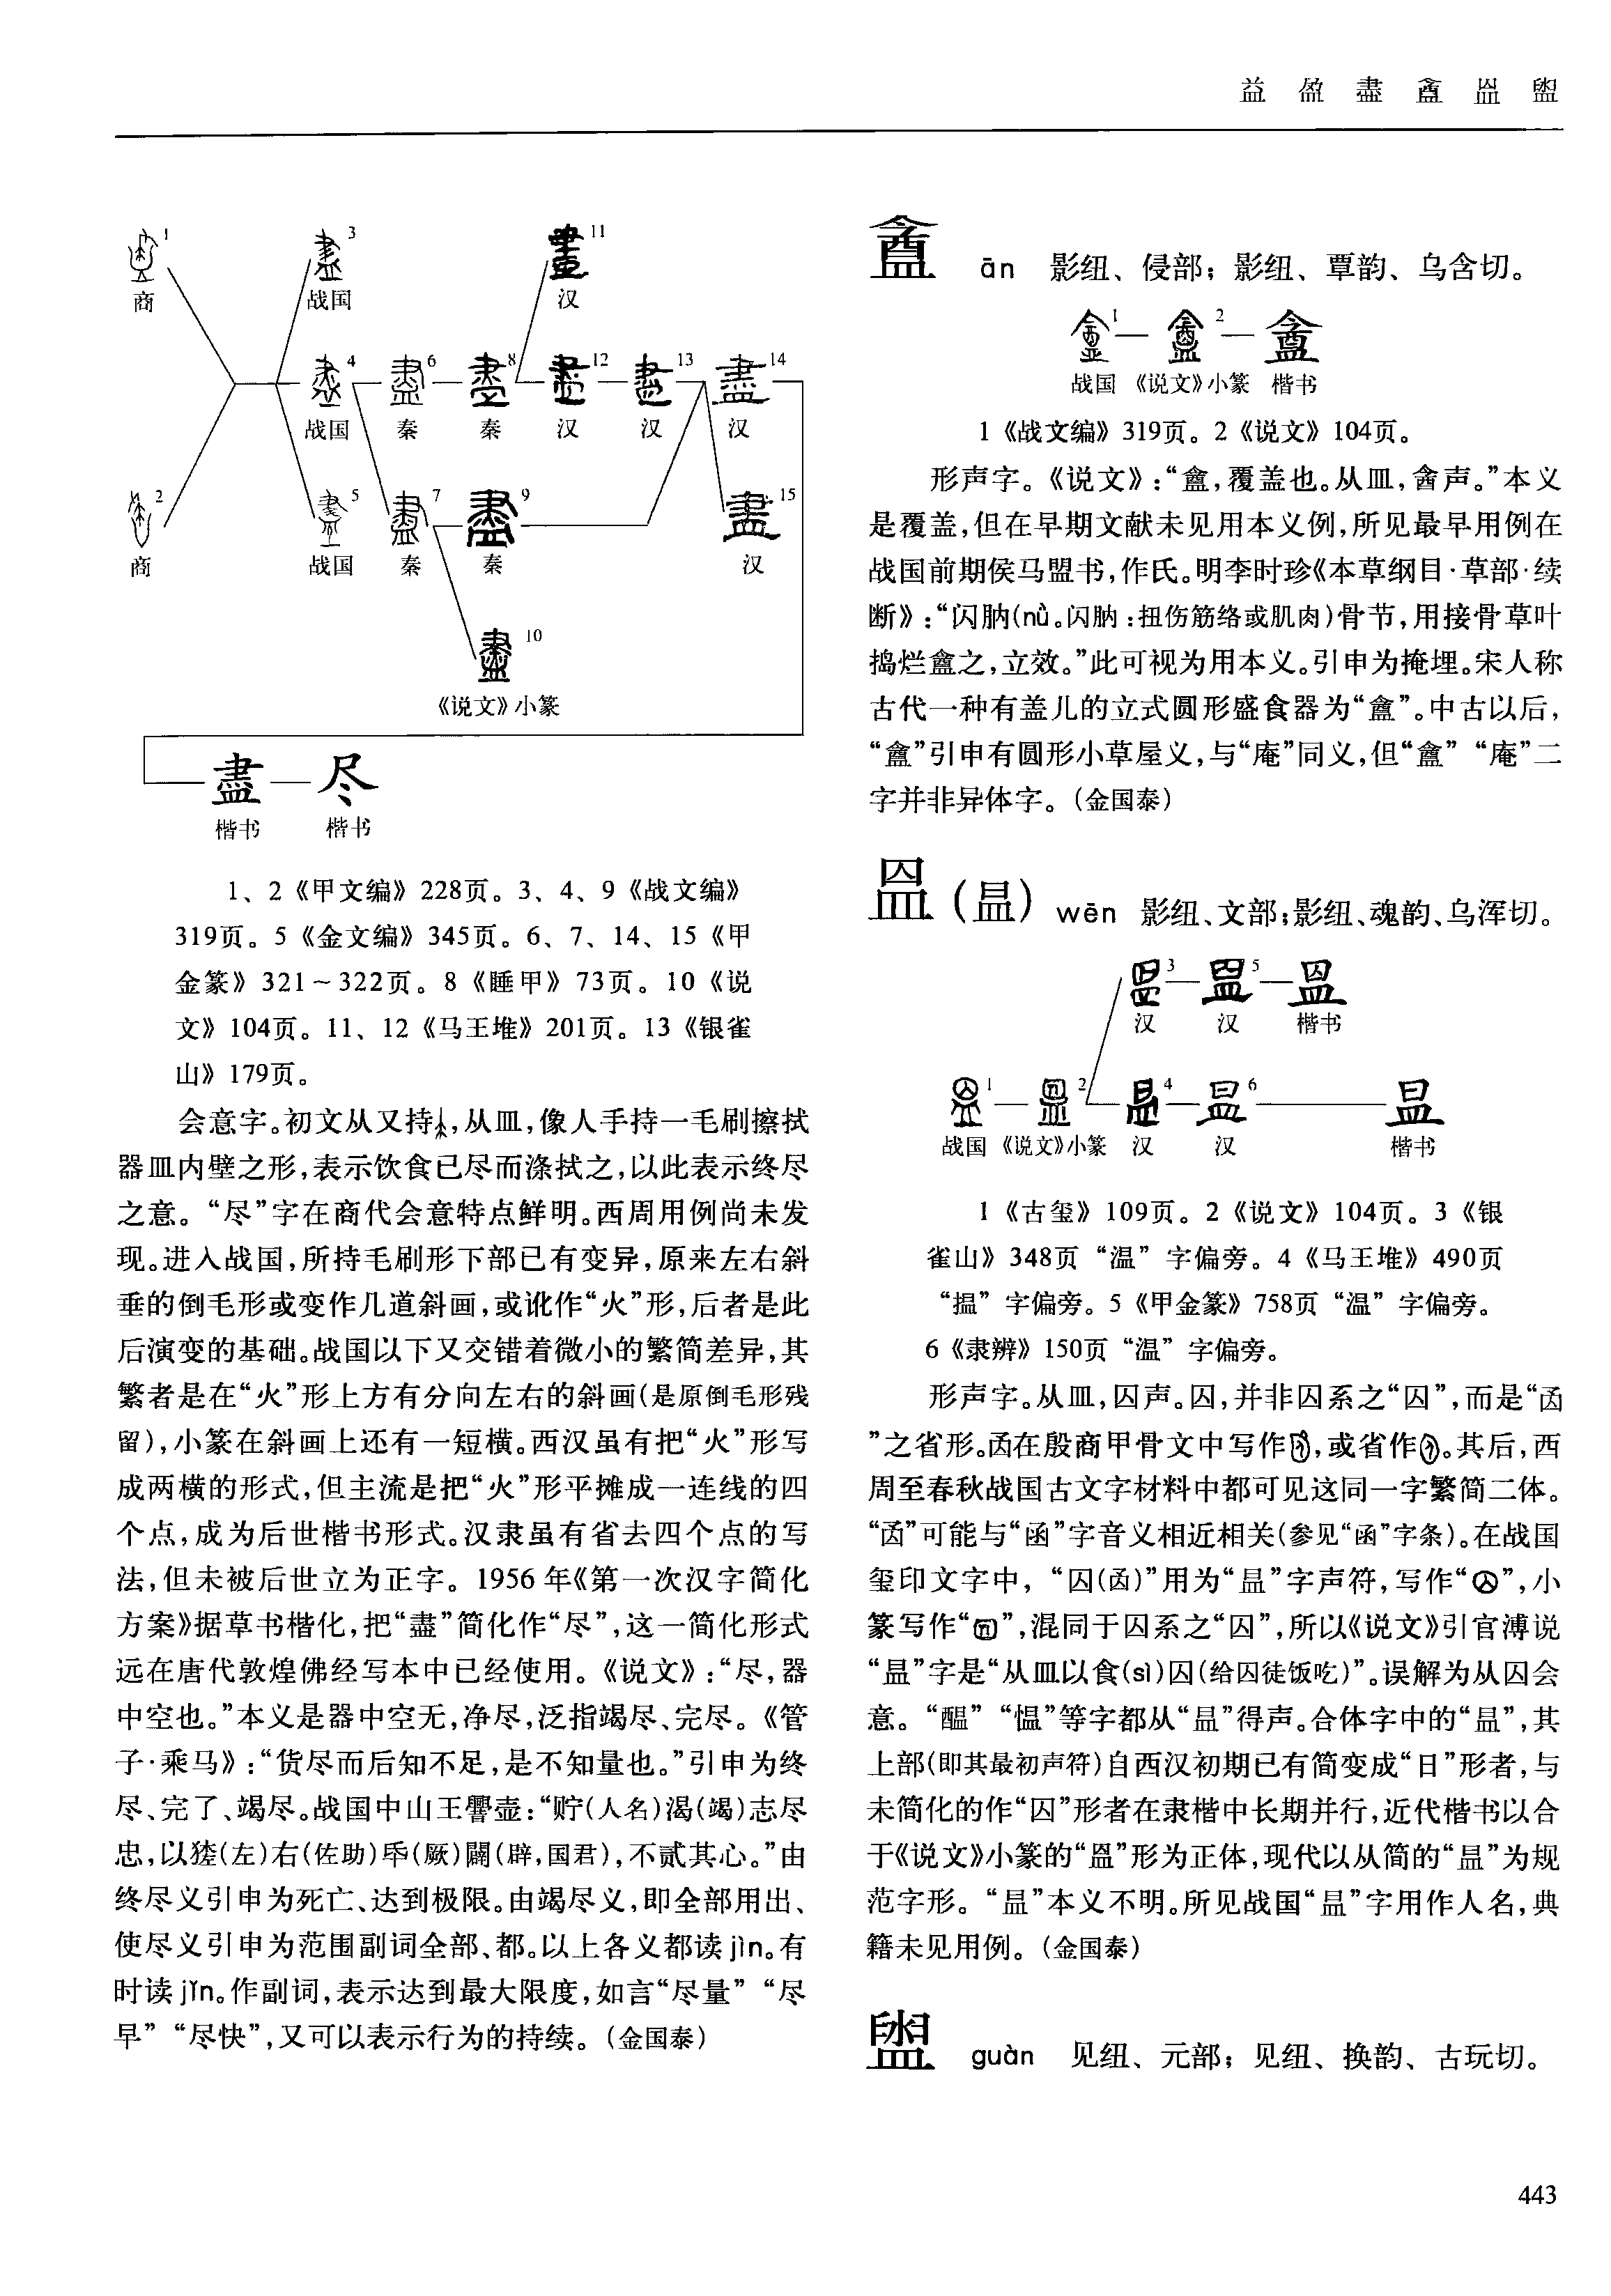 益 盈 盡 盦 𥁕 盥
1
商
2
商
3
战国
4
战国
5
战国
6
秦
7
秦
8
秦
9
秦
10
《说文》小篆
11
汉
12
汉
13
汉
14
汉
15
汉
盡 尽
楷书 楷书
1、2《甲文编》228页。3、4、9《战文编》
319页。5《金文编》345页。6、7、14、15《甲
金篆》321~322页。8《睡甲》73页。10《说
文》104页。11、12《马王堆》201页。13《银雀
山》179页。
会意字。初文从又持,从皿,像人手持一毛刷擦拭
器皿内壁之形,表示饮食已尽而涤拭之,以此表示终尽
之意。“尽”字在商代会意特点鲜明。西周用例尚未发
现。进入战国,所持毛刷形下部已有变异,原来左右斜
垂的倒毛形或变作几道斜画,或讹作“火”形,后者是此
后演变的基础。战国以下又交错着微小的繁简差异,其
繁者是在“火”形上方有分向左右的斜画(是原倒毛形残
留),小篆在斜画上还有一短横。西汉虽有把“火”形写
成两横的形式,但主流是把“火”形平摊成一连线的四
个点,成为后世楷书形式。汉隶虽有省去四个点的写
法,但未被后世立为正字。1956年《第一次汉字简化
方案》据草书楷化,把“盡”简化作“尽”,这一简化形式
远在唐代敦煌佛经写本中已经使用。《说文》:“尽,器
中空也。”本义是器中空无,净尽,泛指竭尽、完尽。《管
子·乘马》:“货尽而后知不足,是不知量也。”引申为终
尽、完了、竭尽。战国中山王壶:“贮(人名)渴(竭)志尽
忠,以(左)右(佐助)氒(厥)闢(辟,国君),不贰其心。”由
终尽义引申为死亡、达到极限。由竭尽义,即全部用出、
使尽义引申为范围副词全部、都。以上各义都读jìn。有
时读jǐn。作副词,表示达到最大限度,如言“尽量”“尽
早”“尽快”,又可以表示行为的持续。(金国泰)
盦 ān 影纽、侵部；影纽、覃韵、乌含切。
1 2 盦
战国 《说文》小篆 楷书
1《战文编》319页。2《说文》104页。
形声字。《说文》:“盦,覆盖也。从皿,酓声。”本义
是覆盖,但在早期文献未见用本义例,所见最早用例在
战国前期侯马盟书,作氏。明李时珍《本草纲目·草部·续
断》:“闪肭(nǜ。闪肭:扭伤筋络或肌肉)骨节,用接骨草叶
捣烂盦之,立效。”此可视为用本义。引申为掩埋。宋人称
古代一种有盖儿的立式圆形盛食器为“盦”。中古以后,
“盦”引申有圆形小草屋义,与“庵”同义,但“盦”“庵”二
字并非异体字。(金国泰)
𥁕(昷) wēn 影纽、文部;影纽、魂韵、乌浑切。
3 5 𥁕
汉 汉 楷书
1 2 4 6 昷
战国 《说文》小篆 汉 汉 楷书
1《古玺》109页。2《说文》104页。3《银
雀山》348页“温”字偏旁。4《马王堆》490页
“揾”字偏旁。5《甲金篆》758页“温”字偏旁。
6《隶辨》150页“温”字偏旁。
形声字。从皿,囚声。囚,并非囚系之“囚”,而是“圅
”之省形。圅在殷商甲骨文中写作,或省作。其后,西
周至春秋战国古文字材料中都可见这同一字繁简二体。
“圅”可能与“函”字音义相近相关(参见“函”字条)。在战国
玺印文字中,“囚(圅)”用为“昷”字声符,写作“”,小
篆写作“”,混同于囚系之“囚”,所以《说文》引官溥说
“昷”字是“从皿以食(sì)囚(给囚徒饭吃)”。误解为从囚会
意。“醖”“愠”等字都从“昷”得声。合体字中的“昷”,其
上部(即其最初声符)自西汉初期已有简变成“日”形者,与
未简化的作“囚”形者在隶楷中长期并行,近代楷书以合
于《说文》小篆的“𥁕”形为正体,现代以从简的“昷”为规
范字形。“昷”本义不明。所见战国“昷”字用作人名,典
籍未见用例。(金国泰)
盥 guàn 见纽、元部；见纽、换韵、古玩切。
443